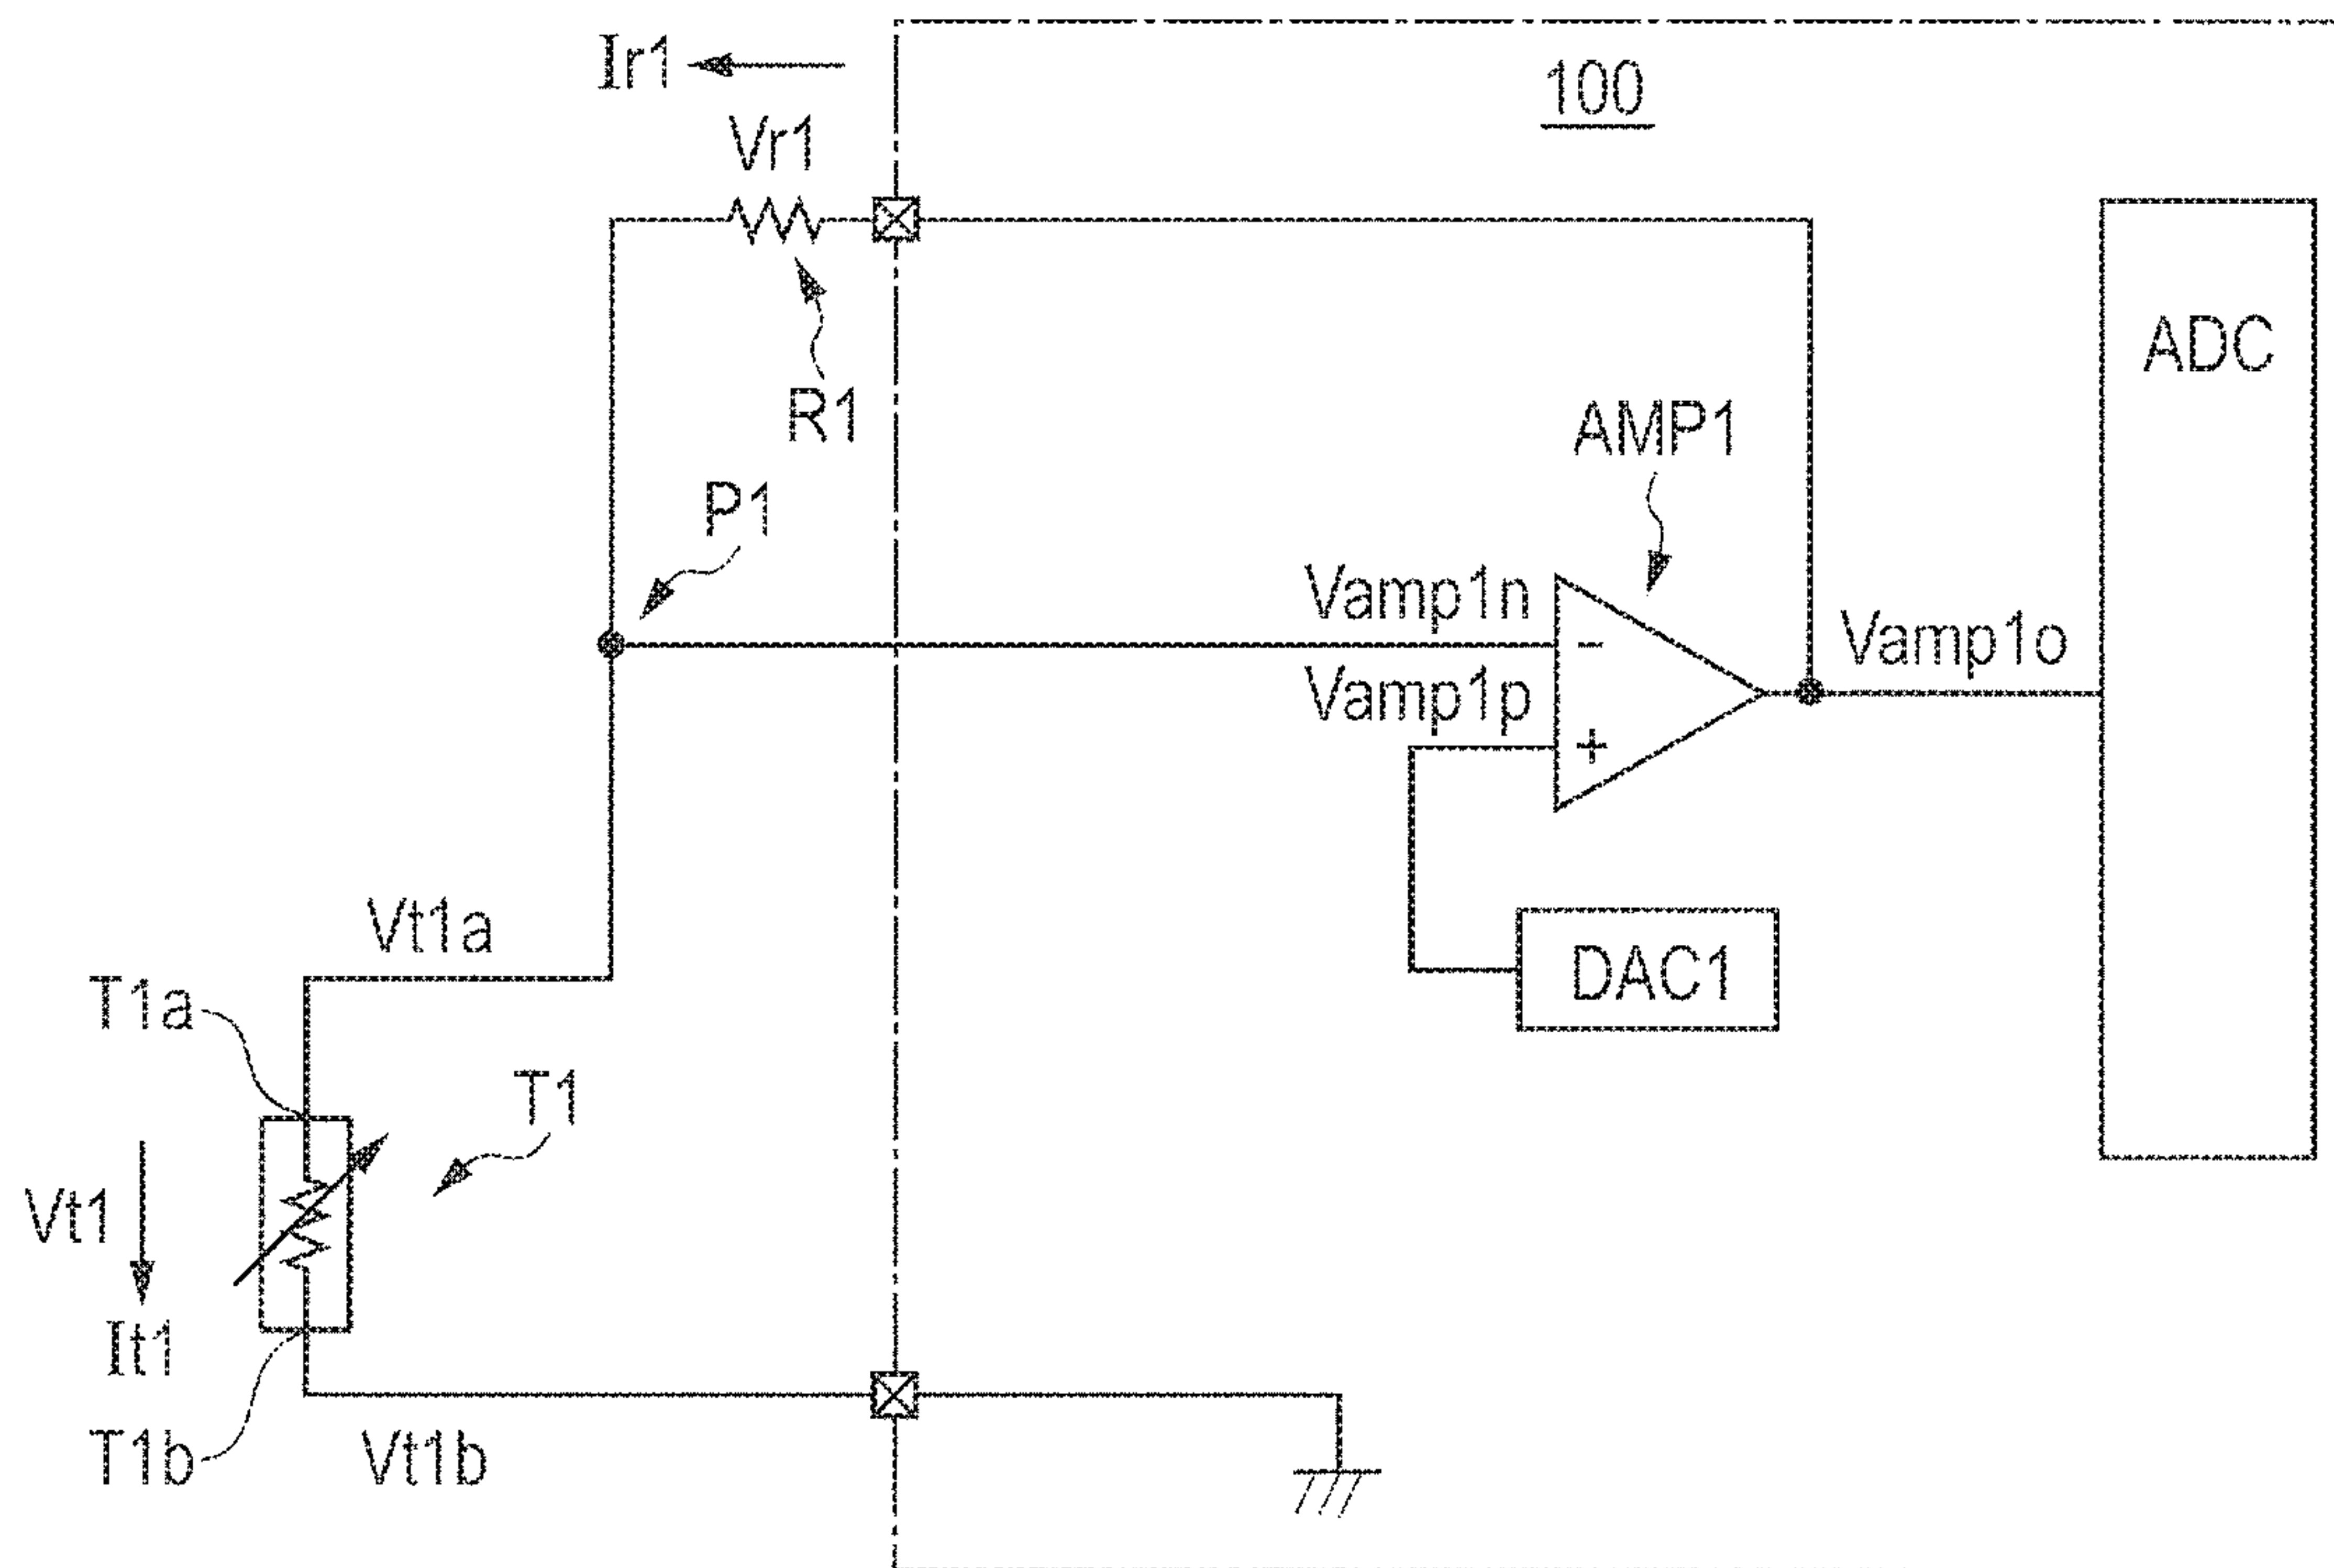 Ir1
100
Vr1
ADC
R1
AMP1
P1
Vamp1n
-
Vamp1o
Vamp1p
+
Vt1a
DAC1
T1a
T1
Vt1
It1
T1b
Vt1b